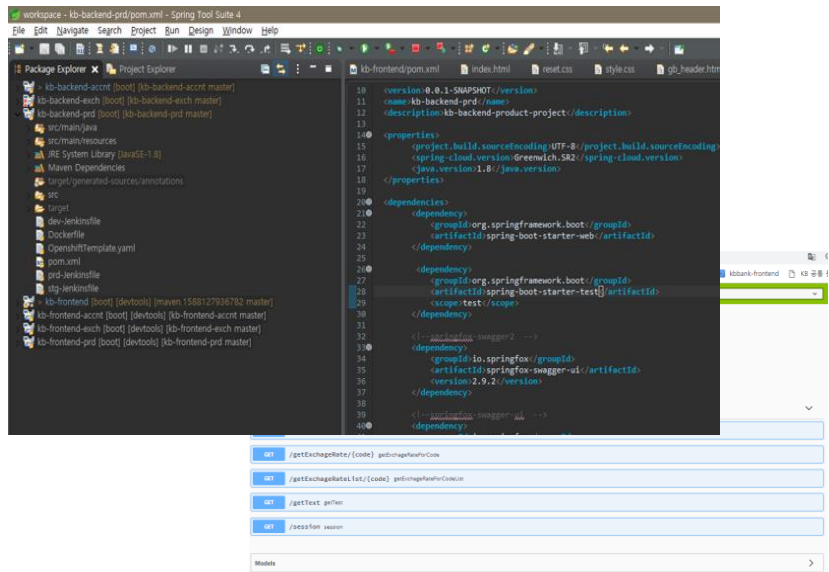 workspace - kb-backend-prd/pom.xml - Spring Tool Suite 4
File Edit Navigate Search Project Run Design Window Help
Package Explorer
Project Explorer
> kb-backend-accnt [boot] [kb-backend-accnt master]
kb-backend-exch [boot] [kb-backend-exch master]
kb-backend-prd [boot] [kb-backend-prd master]
src/main/java
src/main/resources
JRE System Library [JavaSE-1.8]
Maven Dependencies
target/generated-sources/annotations
src
target
dev-Jenkinsfile
Dockerfile
OpenshiftTemplate.yaml
pom.xml
prd-Jenkinsfile
stg-Jenkinsfile
> kb-frontend [boot] [devtools] [maven.1588127936782 master]
kb-frontend-accnt [boot] [devtools] [kb-frontend-accnt master]
kb-frontend-exch [boot] [devtools] [kb-frontend-exch master]
kb-frontend-prd [boot] [devtools] [kb-frontend-prd master]
kb-frontend/pom.xml index.html reset.css style.css gb_header.htm
10 <version>0.0.1-SNAPSHOT</version>
11 <name>kb-backend-prd</name>
12 <description>kb-backend-product-project</description>
13
14 <properties>
15 <project.build.sourceEncoding>UTF-8</project.build.sourceEncoding>
16 <spring-cloud.version>Greenwich.SR2</spring-cloud.version>
17 <java.version>1.8</java.version>
18 </properties>
19
20 <dependencies>
21 <dependency>
22 <groupId>org.springframework.boot</groupId>
23 <artifactId>spring-boot-starter-web</artifactId>
24 </dependency>
25
26 <dependency>
27 <groupId>org.springframework.boot</groupId>
28 <artifactId>spring-boot-starter-test</artifactId>
29 <scope>test</scope>
30 </dependency>
31
32 <!--springfox-swagger2 -->
33 <dependency>
34 <groupId>io.springfox</groupId>
35 <artifactId>springfox-swagger-ui</artifactId>
36 <version>2.9.2</version>
37 </dependency>
38
39 <!--springfox-swagger-ui -->
40 <dependency>
kbbank-frontend KB 공통
GET /getExchageRate/{code} getExchageRateForCode
GET /getExchageRateList/{code} getExchageRateForCodeList
GET /getText getText
GET /session session
Models